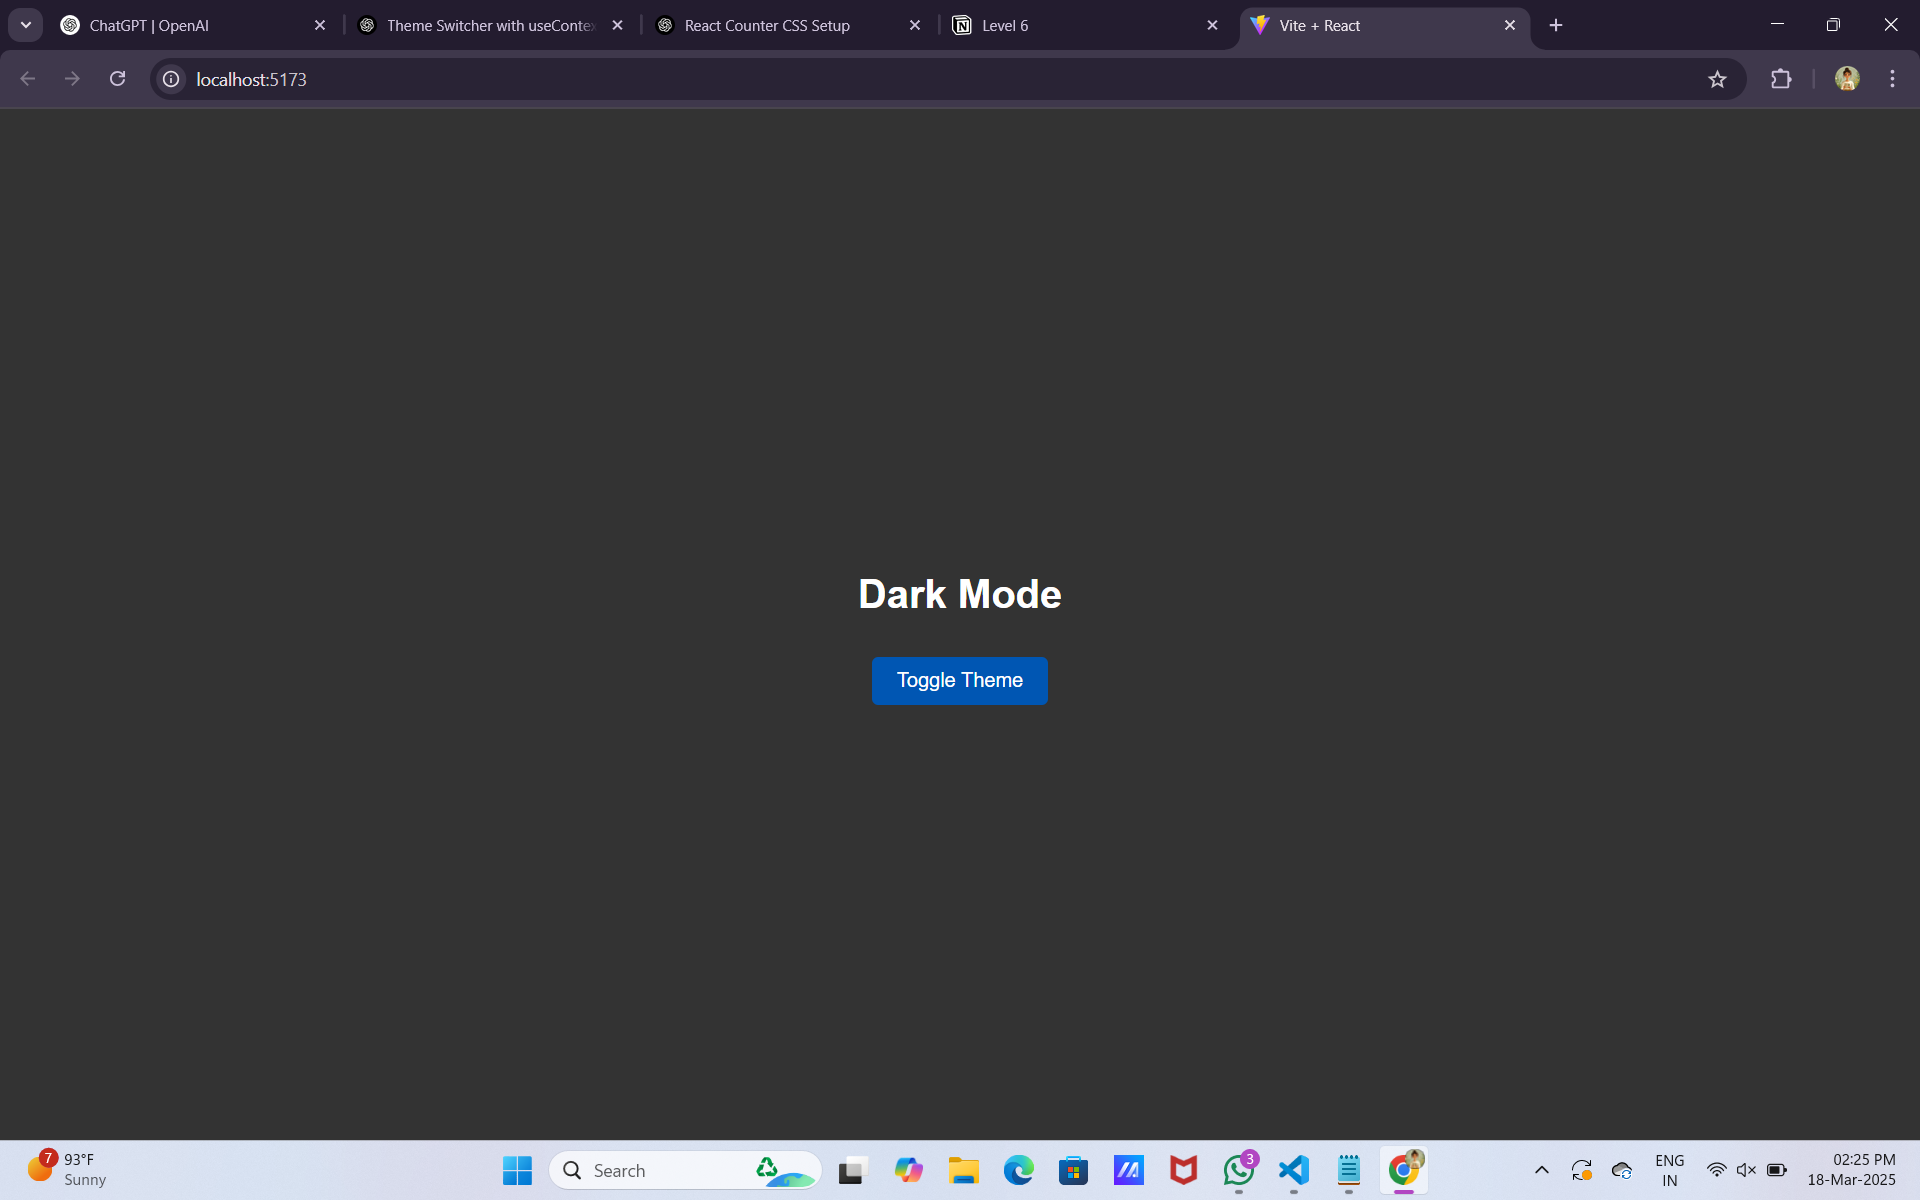 ChatGPT | OpenAI
Theme Switcher with useContex
React Counter CSS Setup
Level 6
Vite + React
localhost:5173
Dark Mode
Toggle Theme
7
93°F
Sunny
Search
3
ENG
IN
02:25 PM
18-Mar-2025